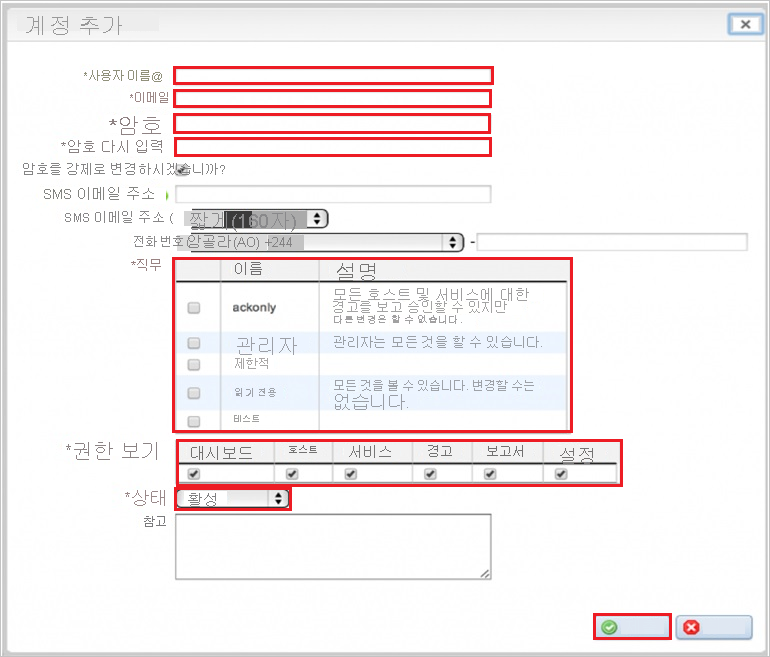 계정 추가
*사용자 이름@
*이메일
*암호
*암호 다시 입력
암호를 강제로 변경하시겠습니까?
SMS 이메일 주소
SMS 이메일 주소 ( 짧게(160자)
전화 번호 앙골라(AO) +244 -
*직무 이름 설명
ackonly 모든 호스트 및 서비스에 대한
경고를 보고 승인할 수 있지만
다른 변경은 할 수 없습니다.
관리자 관리자는 모든 것을 할 수 있습니다.
제한적
읽기 전용 모든 것을 볼 수 있습니다. 변경할 수는
없습니다.
테스트
*권한 보기 대시보드 호스트 서비스 경고 보고서 설정
*상태 활성
참고